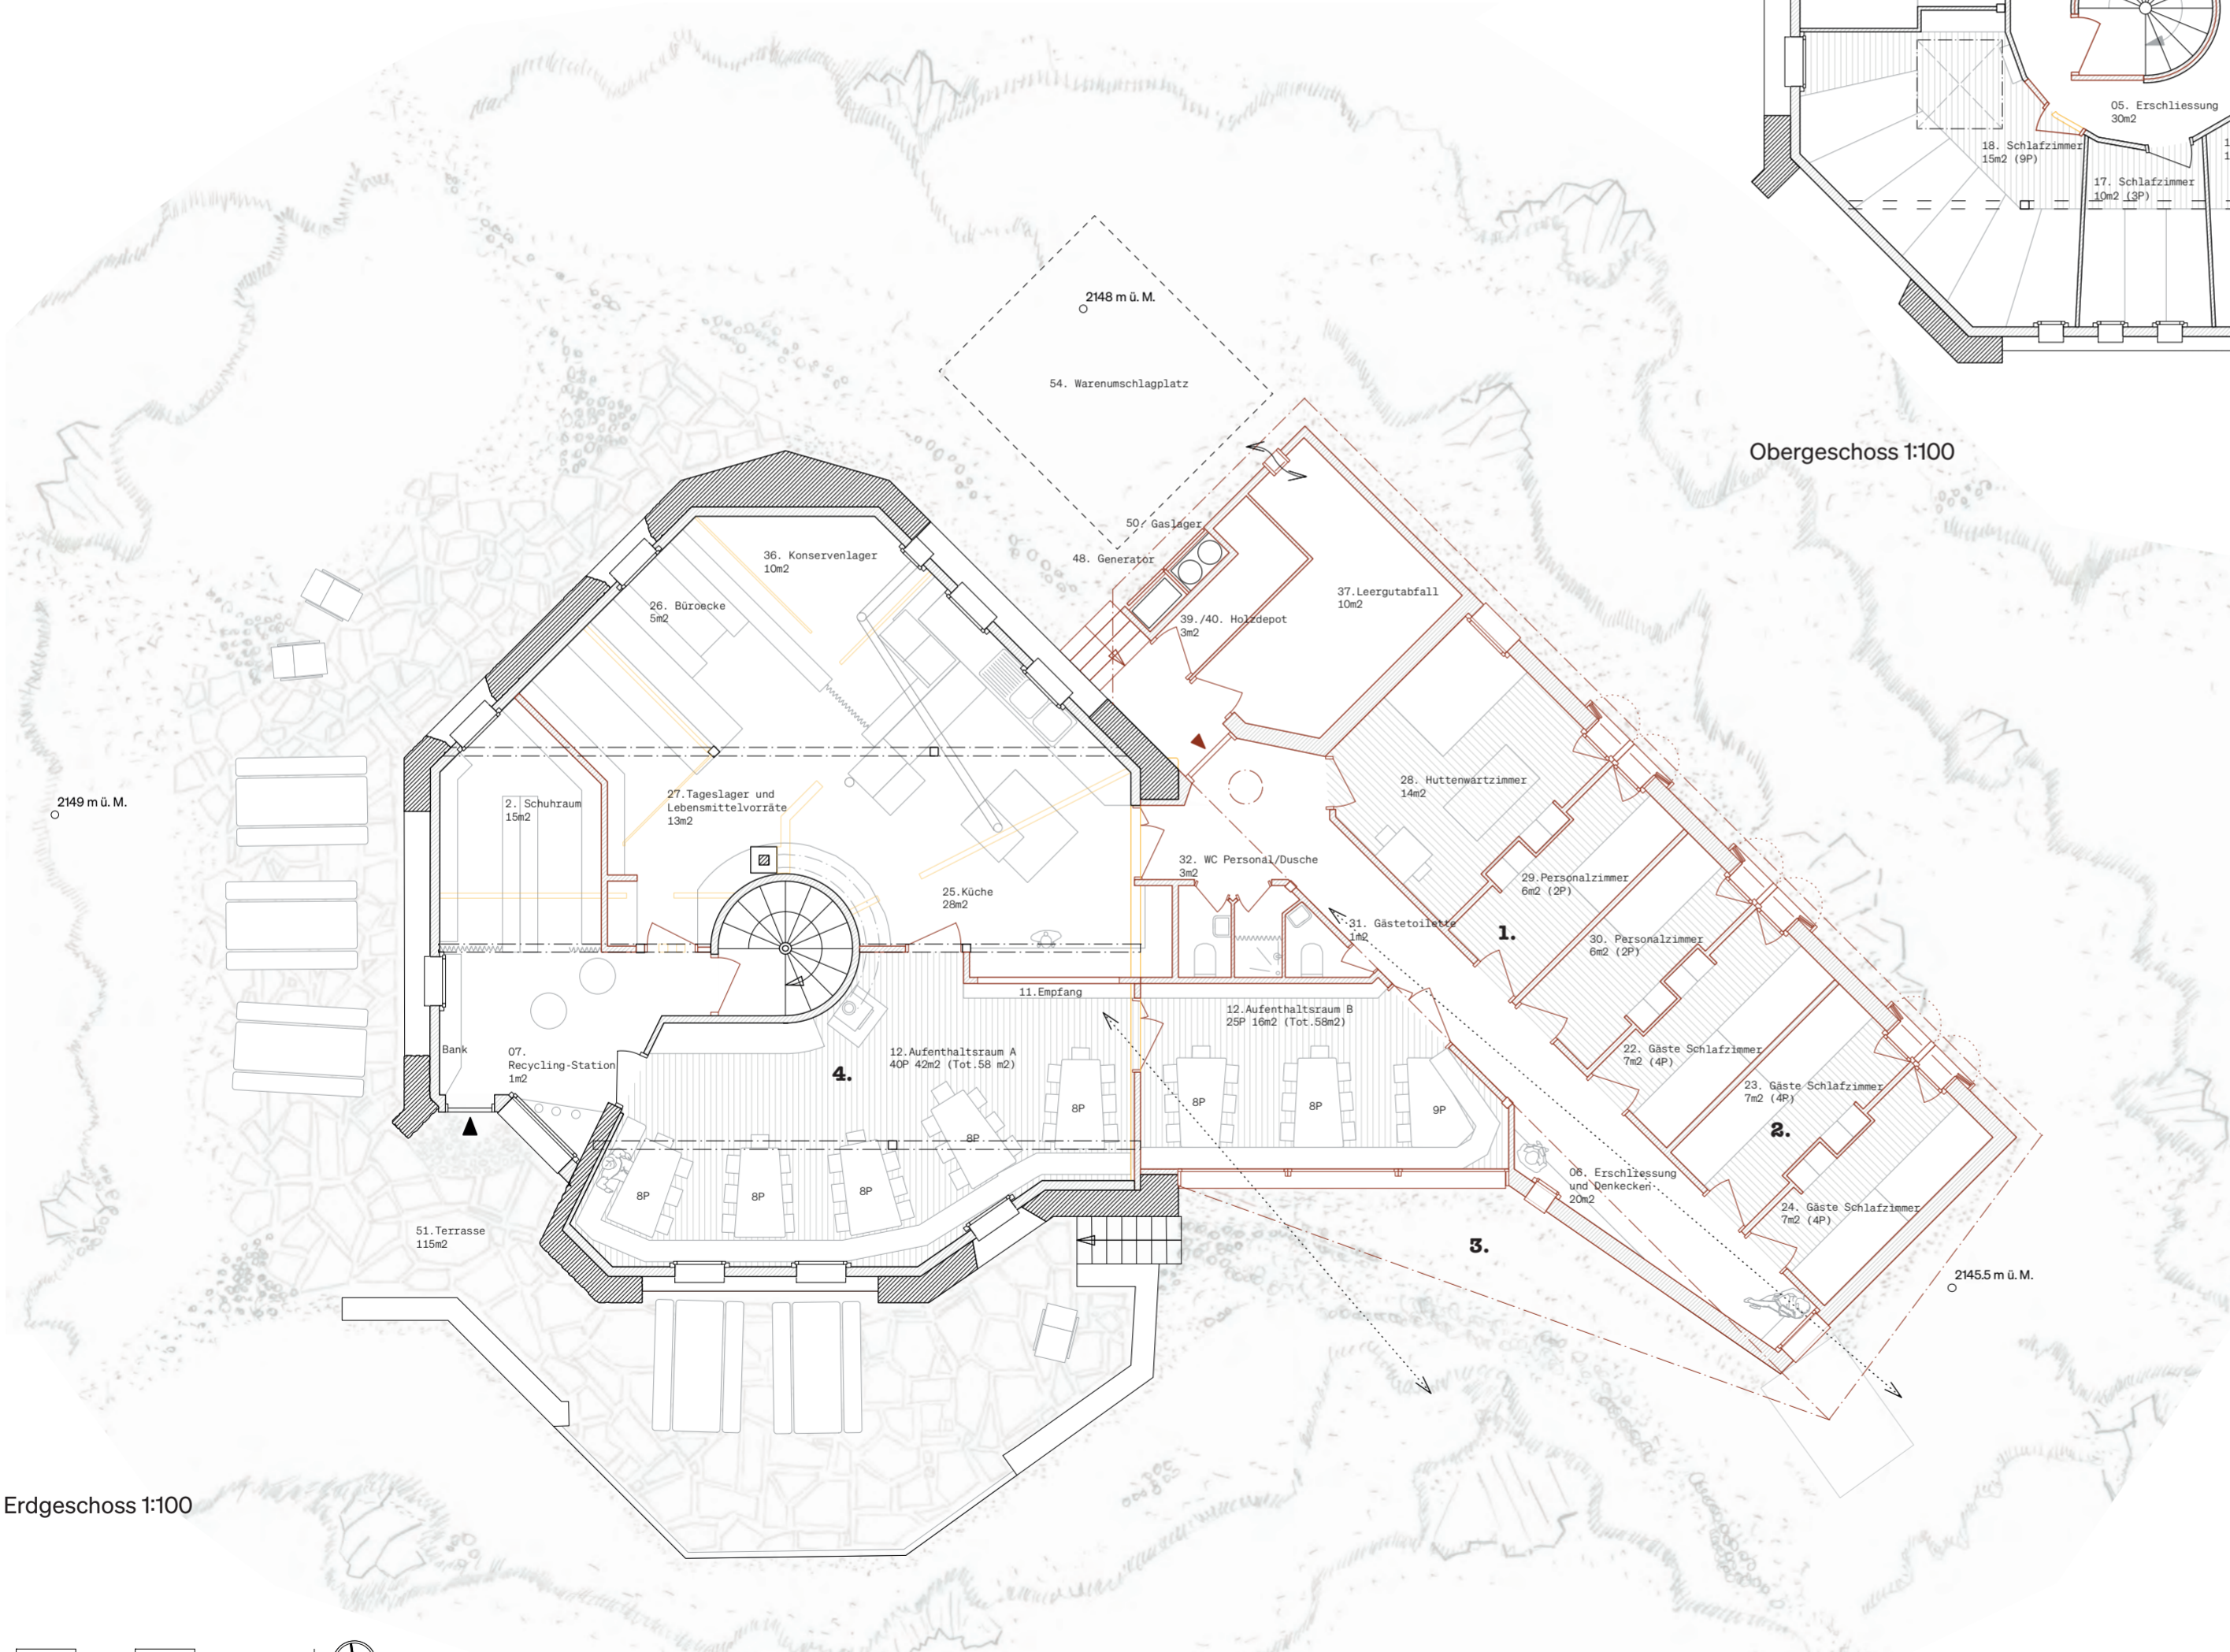 05. Erschliessung
30m2
18. Schlafzimmer
15m2 (9P)
17. Schlafzimmer
10m2 (3P)
Obergeschoss 1:100
2148 m ü. M.
54. Warenumschlagplatz
50. Gaslager
48. Generator
36. Konservenlager
10m2
26. Büroecke
5m2
37.Leergutabfall
10m2
39./40. Holzdepot
3m2
2149 m ü. M.
2. Schuhraum
15m2
27.Tageslager und
Lebensmittelvorräte
13m2
28. Huttenwartzimmer
14m2
25.Küche
28m2
32. WC Personal/Dusche
3m2
29.Personalzimmer
6m2 (2P)
31. Gästetoilette
1m2
1.
30. Personalzimmer
6m2 (2P)
11.Empfang
12.Aufenthaltsraum B
25P 16m2 (Tot.58m2)
Bank
07.
Recycling-Station
1m2
4.
12.Aufenthaltsraum A
40P 42m2 (Tot.58 m2)
22. Gäste Schlafzimmer
7m2 (4P)
23. Gäste Schlafzimmer
7m2 (4P)
2.
8P
8P
8P
9P
8P
8P
8P
8P
06. Erschliessung
und Denkecken
20m2
24. Gäste Schlafzimmer
7m2 (4P)
51.Terrasse
115m2
3.
2145.5 m ü. M.
Erdgeschoss 1:100